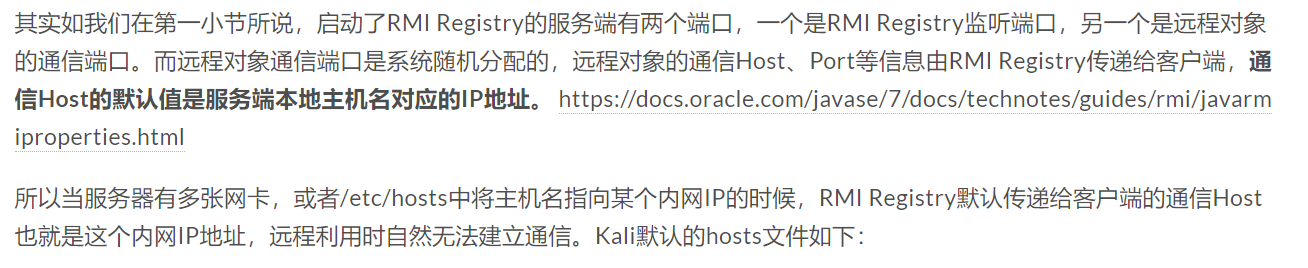 其实如我们在第一小节所说，启动了RMI Registry的服务端有两个端口，一个是RMI Registry监听端口，另一个是远程对象
的通信端口。而远程对象通信端口是系统随机分配的，远程对象的通信Host、Port等信息由RMI Registry传递给客户端，通
信Host的默认值是服务端本地主机名对应的IP地址。 https://docs.oracle.com/javase/7/docs/technotes/guides/rmi/javarm
iproperties.html
所以当服务器有多张网卡，或者/etc/hosts中将主机名指向某个内网IP的时候，RMI Registry默认传递给客户端的通信Host
也就是这个内网IP地址，远程利用时自然无法建立通信。Kali默认的hosts文件如下：